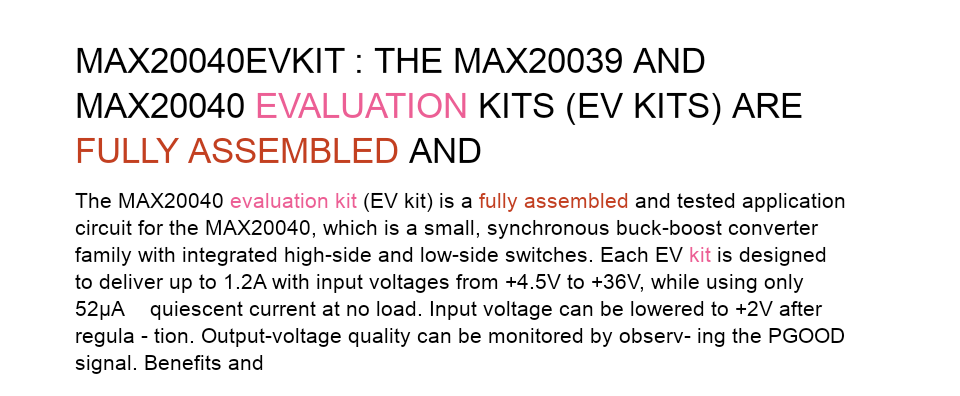 MAX20040EVKIT : THE MAX20039 AND
MAX20040 EVALUATION KITS (EV KITS) ARE
FULLY ASSEMBLED AND
The MAX20040 evaluation kit (EV kit) is a fully assembled and tested application
circuit for the MAX20040, which is a small, synchronous buck-boost converter
family with integrated high-side and low-side switches. Each EV kit is designed
to deliver up to 1.2A with input voltages from +4.5V to +36V, while using only
52μA quiescent current at no load. Input voltage can be lowered to +2V after
regula - tion. Output-voltage quality can be monitored by observ- ing the PGOOD
signal. Benefits and